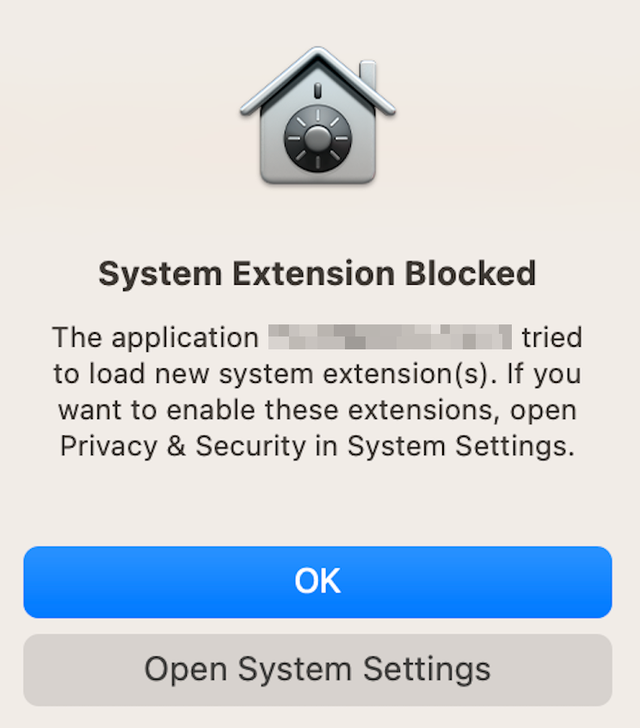 System Extension Blocked
The application tried
to load new system extension(s). If you
want to enable these extensions, open
Privacy & Security in System Settings.
OK
Open System Settings